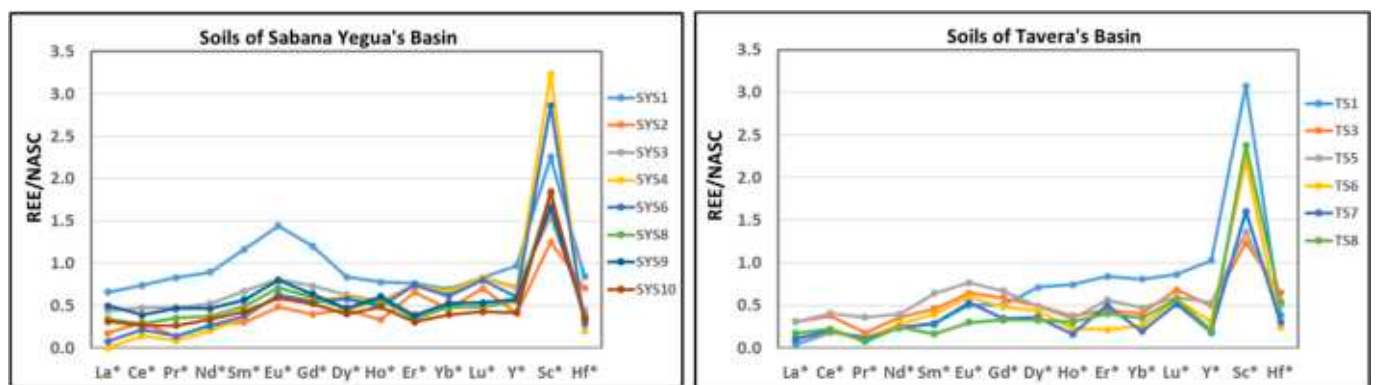 Soils of Sabana Yegua's Basin
REE/NASC
3.5
3.0
2.5
2.0
1.5
1.0
0.5
0.0
La* Ce* Pr* Nd* Sm* Eu* Gd* Dy* Ho* Er* Yb* Lu* Y* Sc* Hf*
SYS1
SYS2
SYS3
SYS4
SYS6
SYS8
SYS9
SYS10
Soils of Tavera's Basin
REE/NASC
3.5
3.0
2.5
2.0
1.5
1.0
0.5
0.0
La* Ce* Pr* Nd* Sm* Eu* Gd* Dy* Ho* Er* Yb* Lu* Y* Sc* Hf*
TS1
TS3
TS5
TS6
TS7
TS8